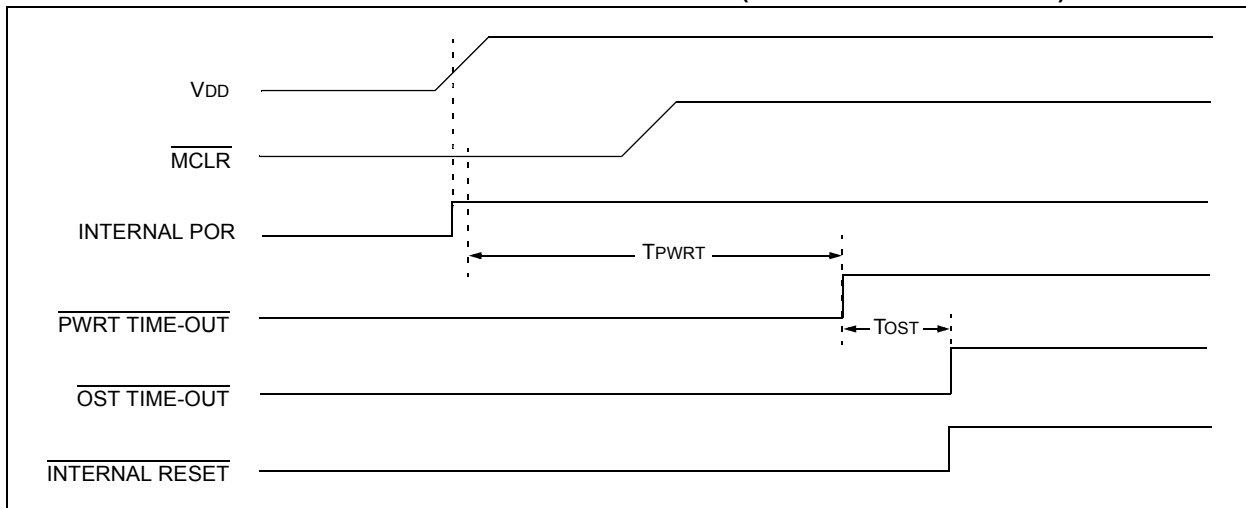 VDD
MCLR
INTERNAL POR
TPWRT
PWRT TIME-OUT
TOST
OST TIME-OUT
INTERNAL RESET